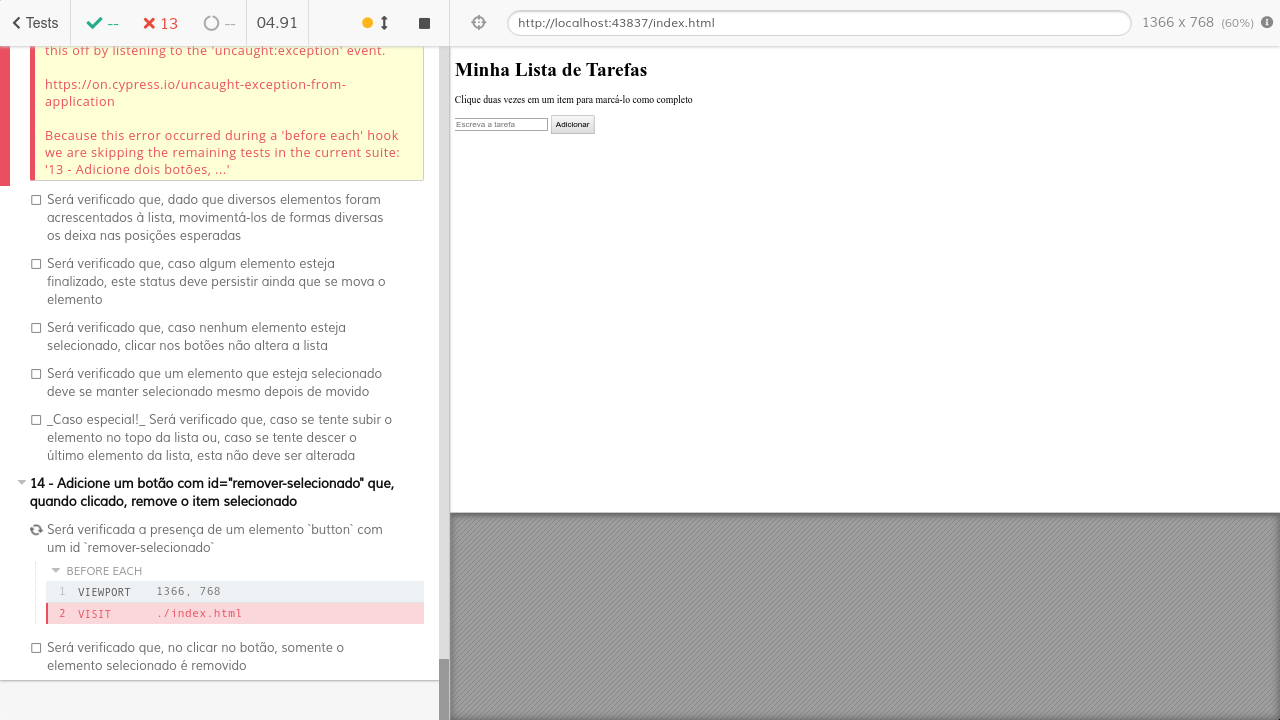 Tests
--
13
--
04.91
http://localhost:43837/index.html
1366 x 768 (60%)
this off by listening to the 'uncaught:exception' event.
https://on.cypress.io/uncaught-exception-from-
application
Because this error occurred during a 'before each' hook
we are skipping the remaining tests in the current suite:
'13 - Adicione dois botões, ...'
Será verificado que, dado que diversos elementos foram
acrescentados à lista, movimentá-los de formas diversas
os deixa nas posições esperadas
Será verificado que, caso algum elemento esteja
finalizado, este status deve persistir ainda que se mova o
elemento
Será verificado que, caso nenhum elemento esteja
selecionado, clicar nos botões não altera a lista
Será verificado que um elemento que esteja selecionado
deve se manter selecionado mesmo depois de movido
_Caso especial!_ Será verificado que, caso se tente subir o
elemento no topo da lista ou, caso se tente descer o
último elemento da lista, esta não deve ser alterada
14 - Adicione um botão com id="remover-selecionado" que,
quando clicado, remove o item selecionado
Será verificada a presença de um elemento `button` com
um id `remover-selecionado`
BEFORE EACH
1 VIEWPORT 1366, 768
2 VISIT ./index.html
Será verificado que, no clicar no botão, somente o
elemento selecionado é removido
Minha Lista de Tarefas
Clique duas vezes em um item para marcá-lo como completo
Escreva a tarefa
Adicionar